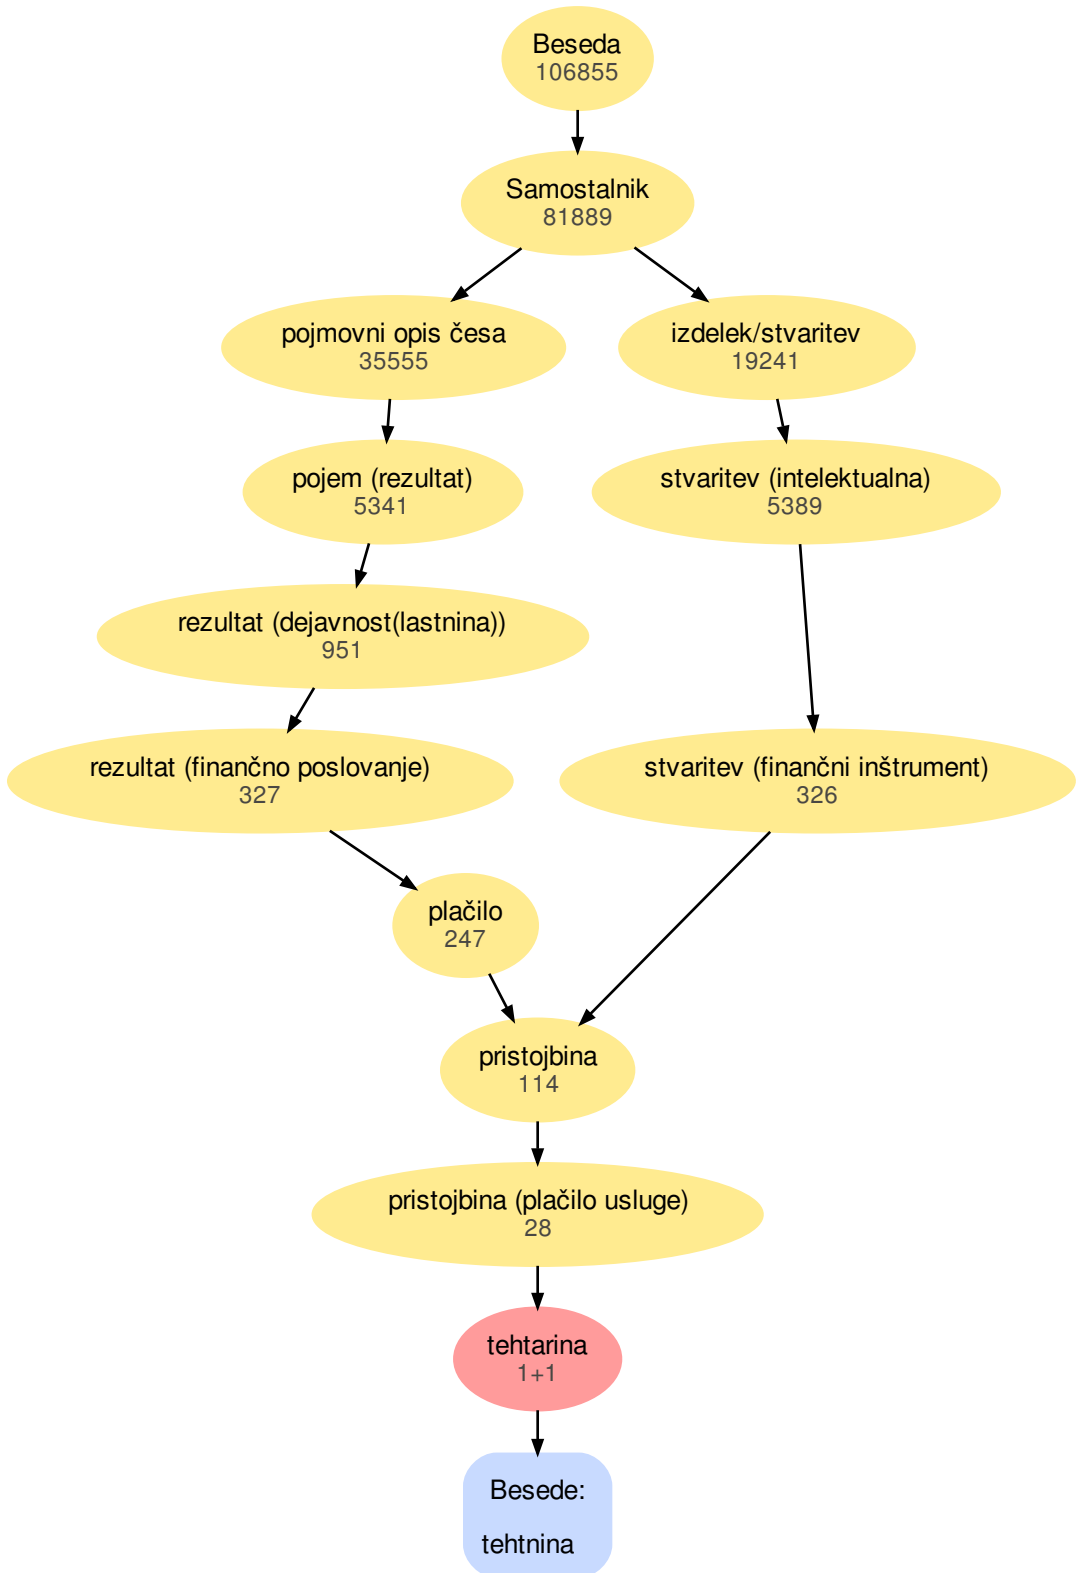 Beseda
106855
Samostalnik
81889
pojmovni opis česa
35555
izdelek/stvaritev
19241
pojem (rezultat)
5341
stvaritev (intelektualna)
5389
rezultat (dejavnost(lastnina))
951
rezultat (finančno poslovanje)
327
stvaritev (finančni inštrument)
326
plačilo
247
pristojbina
114
pristojbina (plačilo usluge)
28
tehtarina
1+1
Besede:
tehtnina